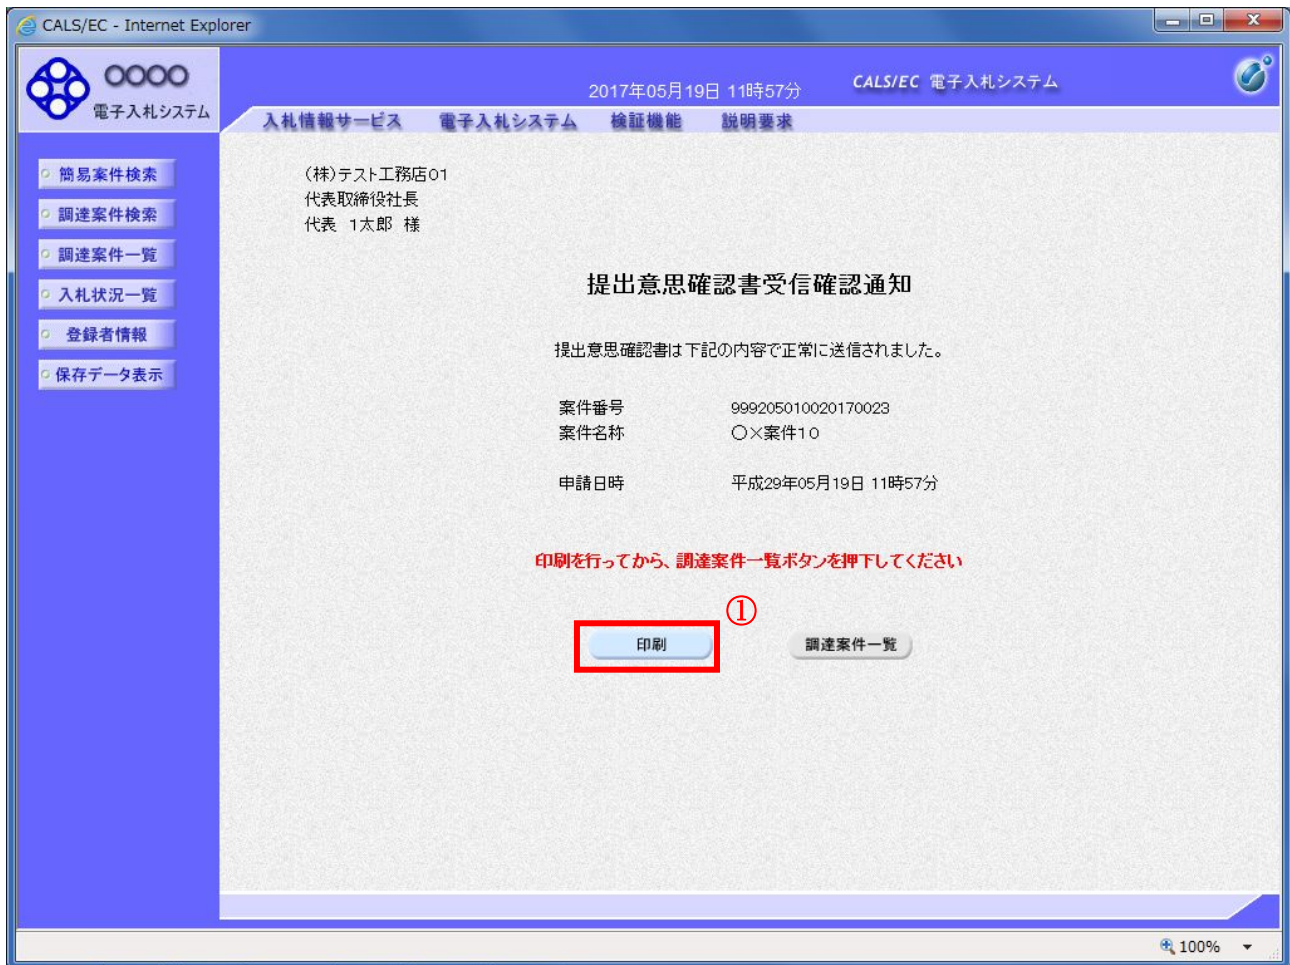 CALS/EC - Internet Explorer
〇〇〇〇
電子入札システム
2017年05月19日 11時57分
CALS/EC 電子入札システム
入札情報サービス 電子入札システム 検証機能 説明要求
簡易案件検索
調達案件検索
調達案件一覧
入札状況一覧
登録者情報
保存データ表示
(株)テスト工務店01
代表取締役社長
代表 1太郎 様
提出意思確認書受信確認通知
提出意思確認書は下記の内容で正常に送信されました。
案件番号 999205010020170023
案件名称 〇×案件10
申請日時 平成29年05月19日 11時57分
印刷を行ってから、調達案件一覧ボタンを押下してください
①
印刷 調達案件一覧
100%